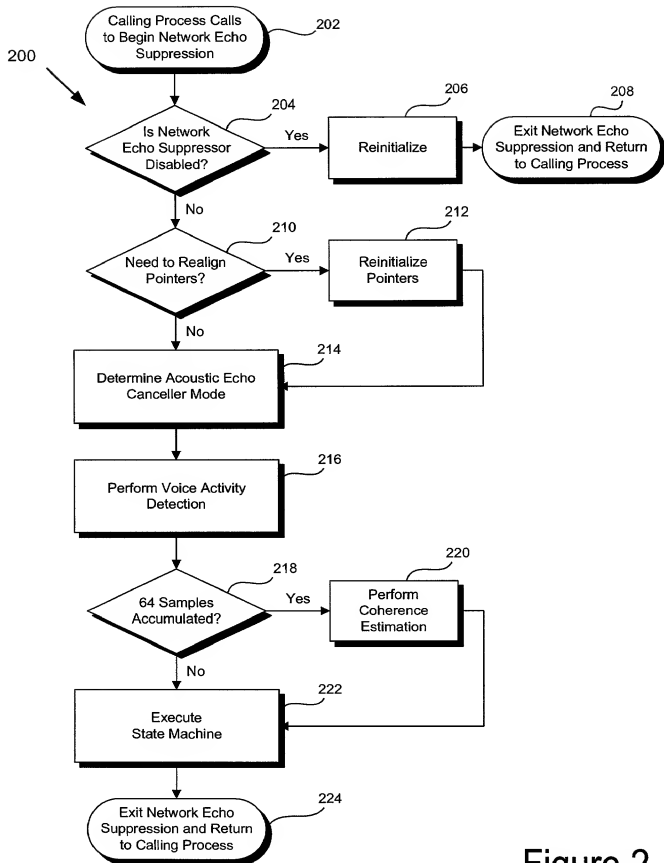 Calling Process Calls
to Begin Network Echo
Suppression
202
200
204
Is Network
Echo Suppressor
Disabled?
Yes
206
Reinitialize
208
Exit Network Echo
Suppression and Return
to Calling Process
No
210
Need to Realign
Pointers?
Yes
212
Reinitialize
Pointers
No
214
Determine Acoustic Echo
Canceller Mode
216
Perform Voice Activity
Detection
218
64 Samples
Accumulated?
Yes
220
Perform
Coherence
Estimation
No
222
Execute
State Machine
224
Exit Network Echo
Suppression and Return
to Calling Process
Figure 2